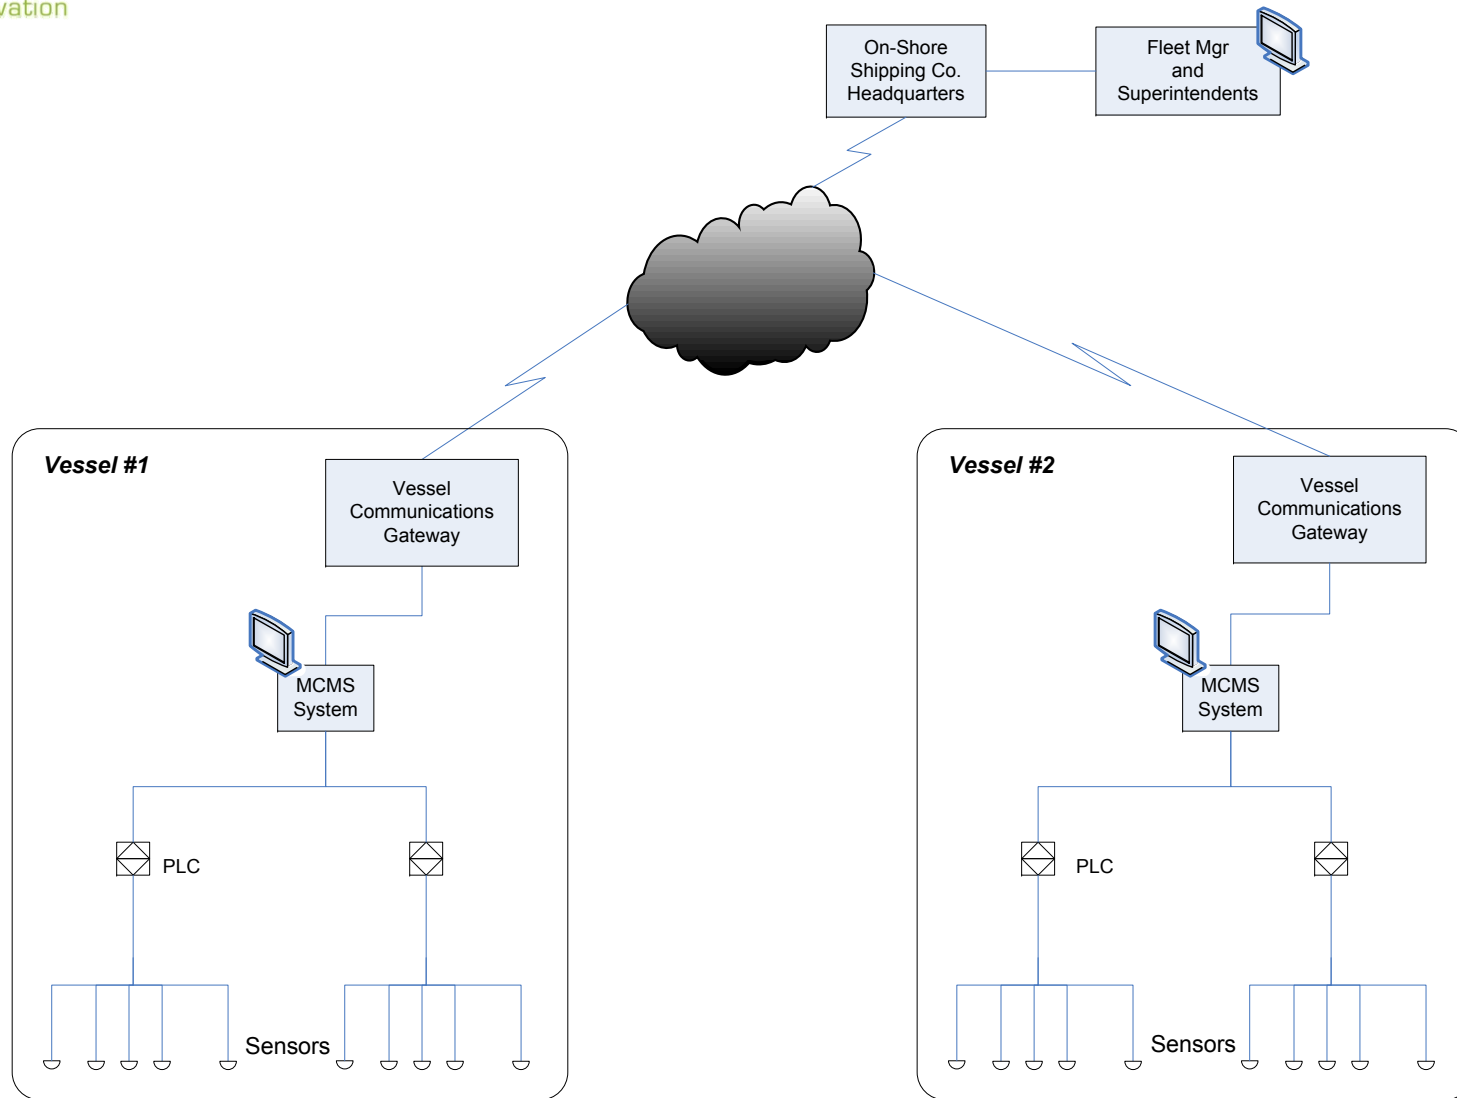 On-Shore
Shipping Co.
Headquarters
Fleet Mgr
and
Superintendents
Vessel #1
Vessel
Communications
Gateway
MCMS
System
PLC
Sensors
Vessel #2
Vessel
Communications
Gateway
MCMS
System
PLC
Sensors